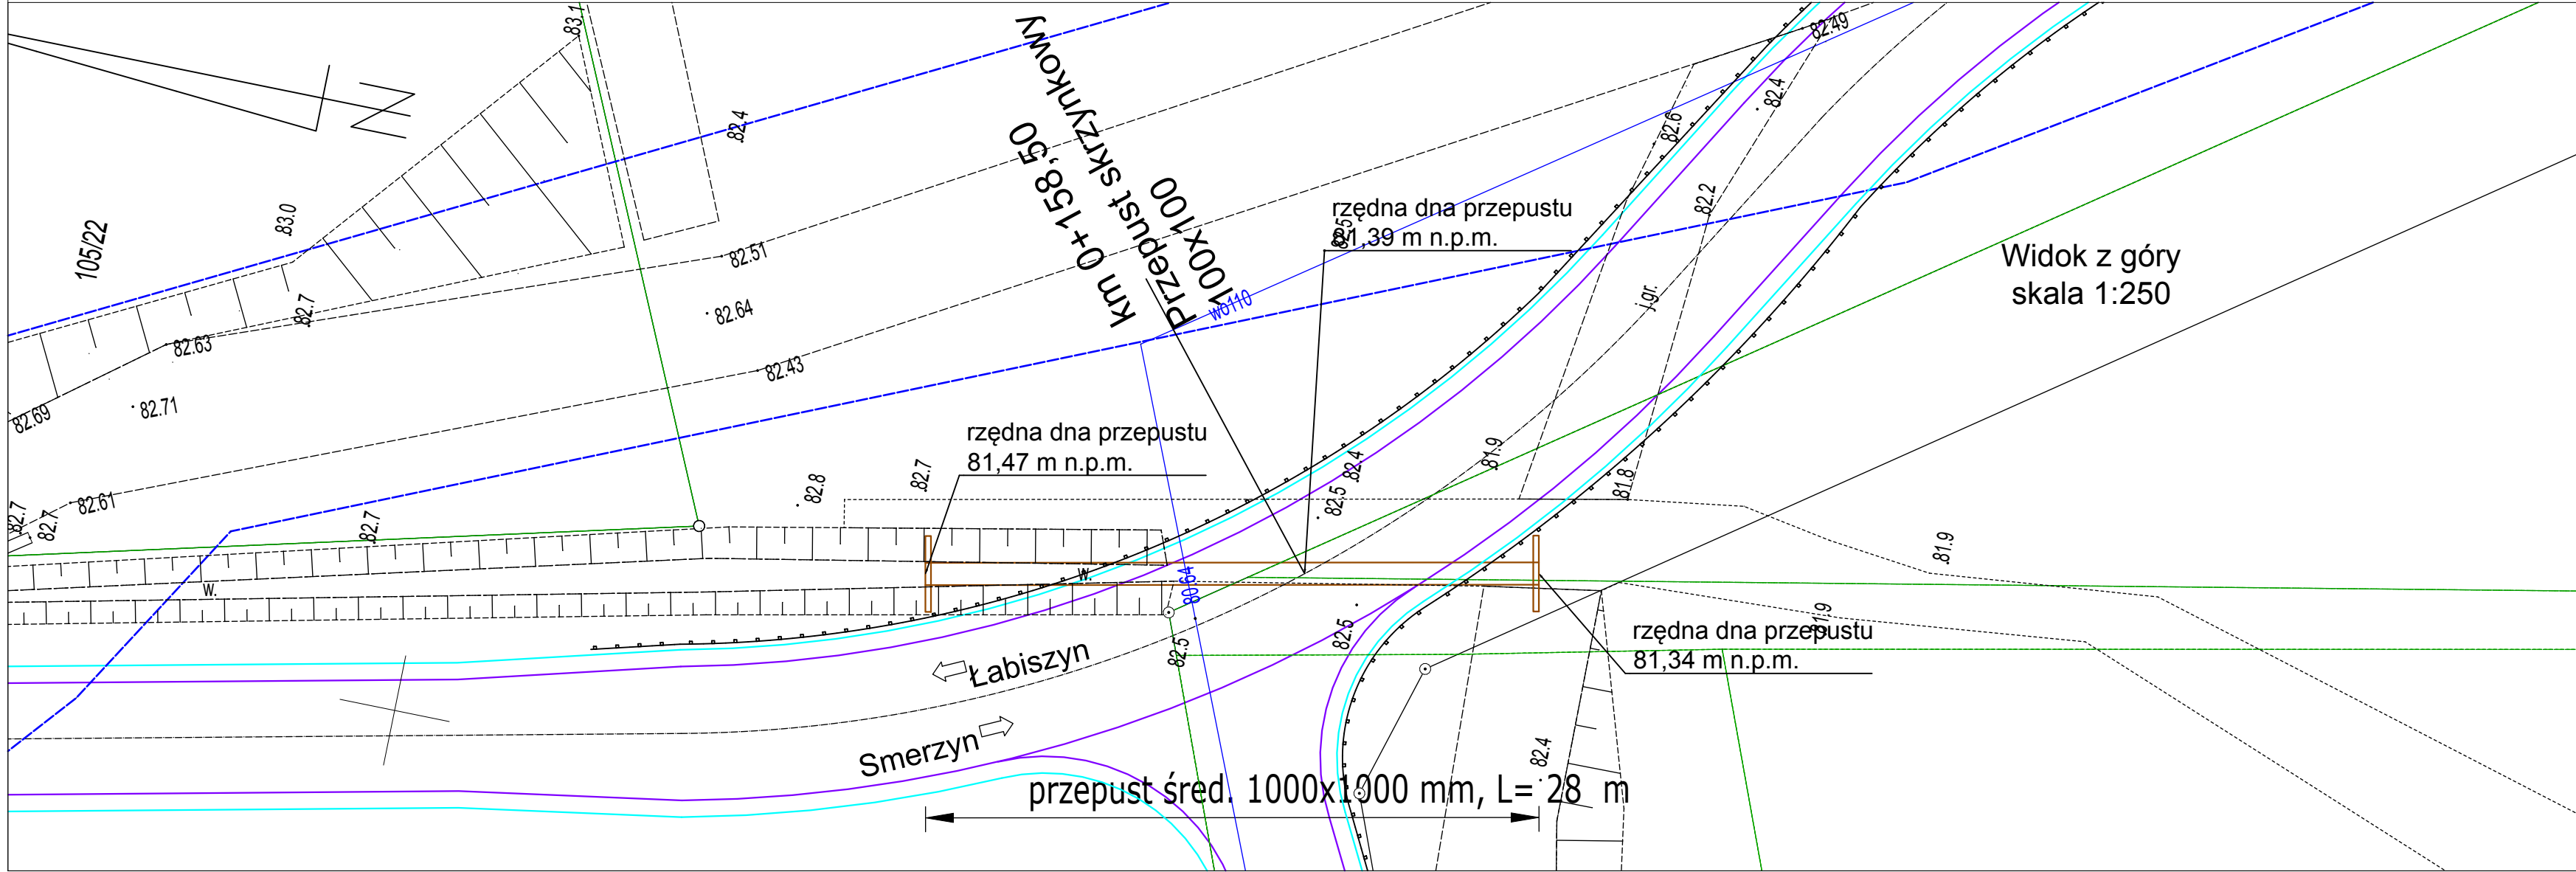 83.1
82.49
N
82.4
82.4
82.6
km 0+158,50
Przepust skrzynkowy
100x100
rzędna dna przepustu
81,39 m n.p.m.
82.2
83.0
105/22
82.51
Widok z góry
skala 1:250
j.gr.
wo110
82.64
82.7
82.63
82.43
82.71
82.69
rzędna dna przepustu
81,47 m n.p.m.
81.9
82.4
82.7
82.8
82.5
81.8
82.61
82.7
82.7
82.7
81.9
w.
w.
8064
81.9
rzędna dna przepustu
81,34 m n.p.m.
82.5
82.5
Łabiszyn
Smerzyn
82.4
przepust śred. 1000x1000 mm, L= 28 m